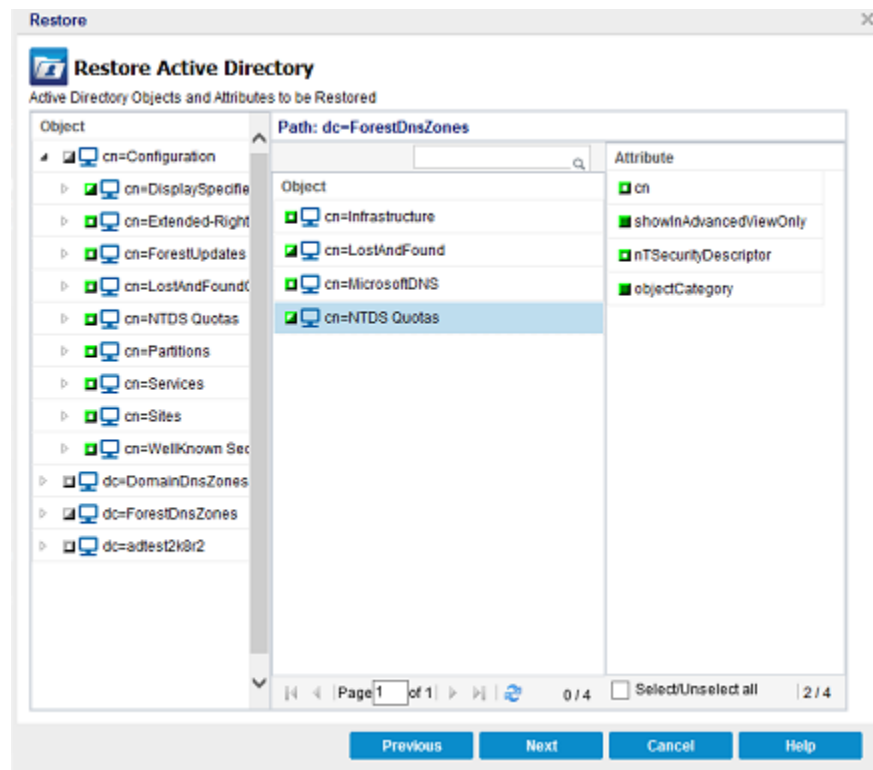 Restore
Restore Active Directory
Active Directory Objects and Attributes to be Restored
Object
cn=Configuration
cn=DisplaySpecifie
cn=Extended-Right
cn=ForestUpdates
cn=LostAndFound
cn=NTDS Quotas
cn=Partitions
cn=Services
cn=Sites
cn=WellKnown Sec
dc=DomainDnsZones
dc=ForestDnsZones
dc=adtest2k8r2
Path: dc=ForestDnsZones
Object
cn=Infrastructure
cn=LostAndFound
cn=MicrosoftDNS
cn=NTDS Quotas
Page 1 of 1
0 / 4
Attribute
cn
showInAdvancedViewOnly
nTSecurityDescriptor
objectCategory
Select/Unselect all
2 / 4
Previous Next Cancel Help